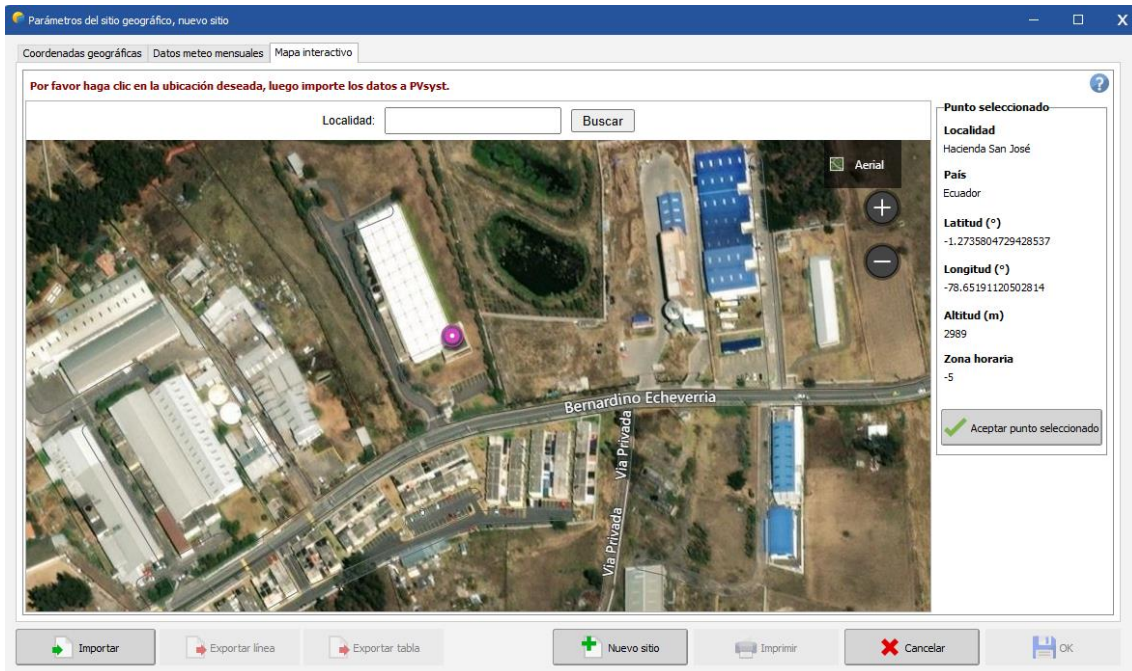 Parámetros del sitio geográfico, nuevo sitio
Coordenadas geográficas
Datos meteo mensuales
Mapa interactivo
Por favor haga clic en la ubicación deseada, luego importe los datos a PVsyst.
?
Localidad:
Buscar
Aerial
+
−
Bernardino Echeverria
Via Privada
Via Privada
Punto seleccionado
Localidad
Hacienda San José
País
Ecuador
Latitud (°)
-1.2735804729428537
Longitud (°)
-78.65191120502814
Altitud (m)
2989
Zona horaria
-5
Aceptar punto seleccionado
Importar
Exportar línea
Exportar tabla
Nuevo sitio
Imprimir
Cancelar
OK